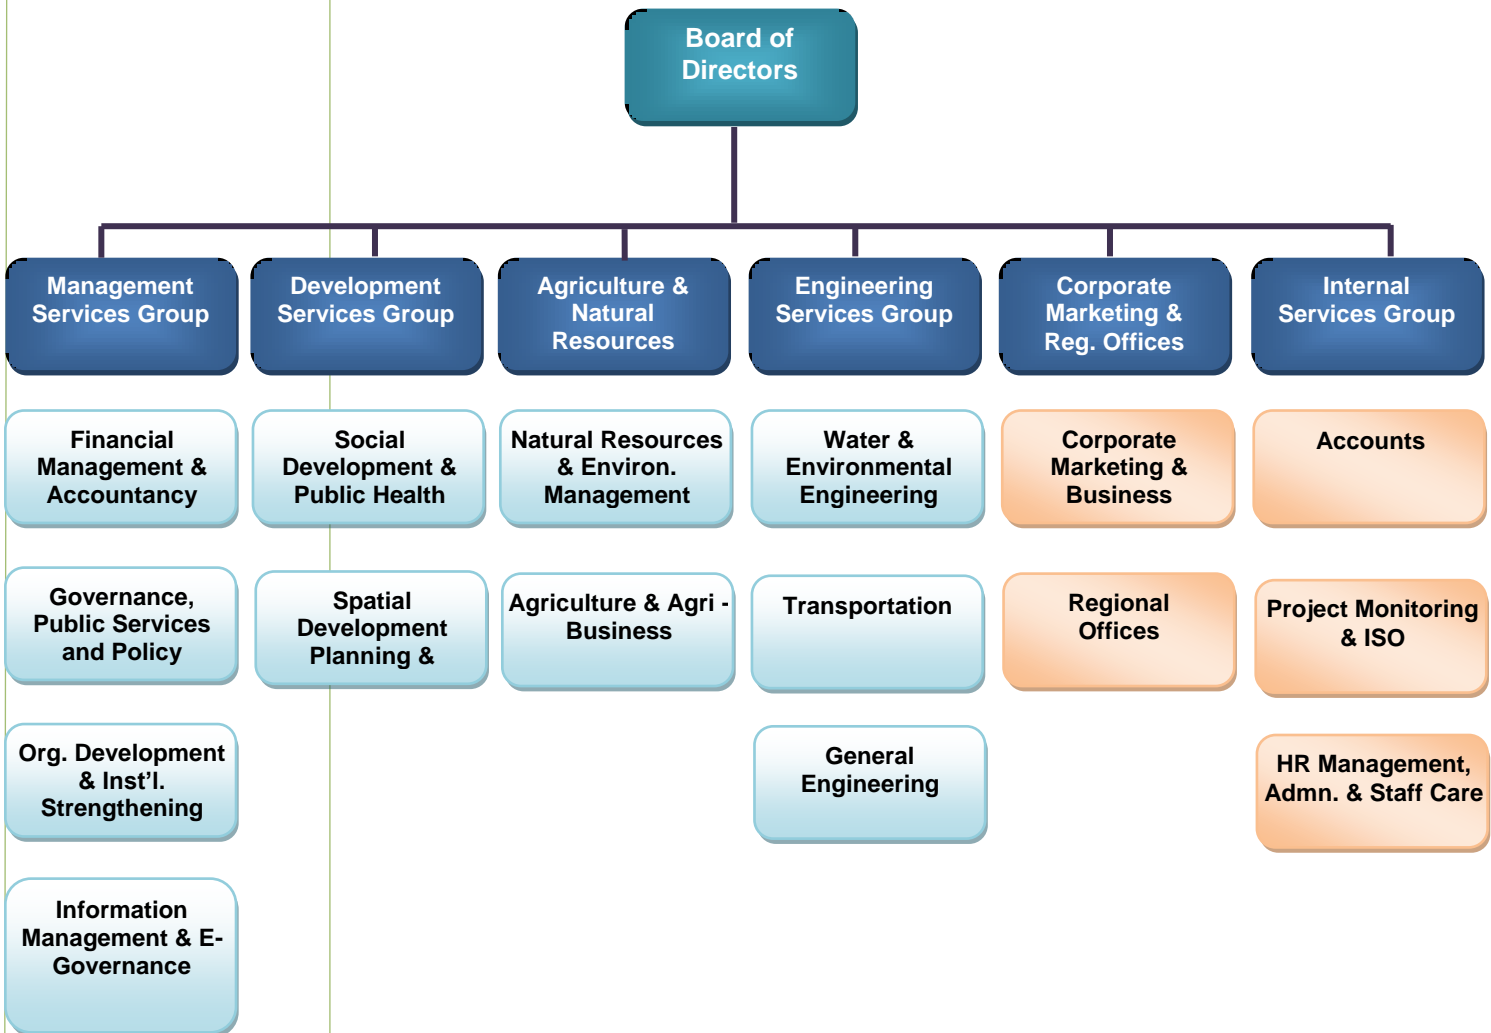 Board of
Directors
Management
Services Group
Development
Services Group
Agriculture &
Natural
Resources
Engineering
Services Group
Corporate
Marketing &
Reg. Offices
Internal
Services Group
Financial
Management &
Accountancy
Social
Development &
Public Health
Natural Resources
& Environ.
Management
Water &
Environmental
Engineering
Corporate
Marketing &
Business
Accounts
Governance,
Public Services
and Policy
Spatial
Development
Planning &
Agriculture & Agri -
Business
Transportation
Regional
Offices
Project Monitoring
& ISO
Org. Development
& Inst’l.
Strengthening
General
Engineering
HR Management,
Admn. & Staff Care
Information
Management & E-
Governance